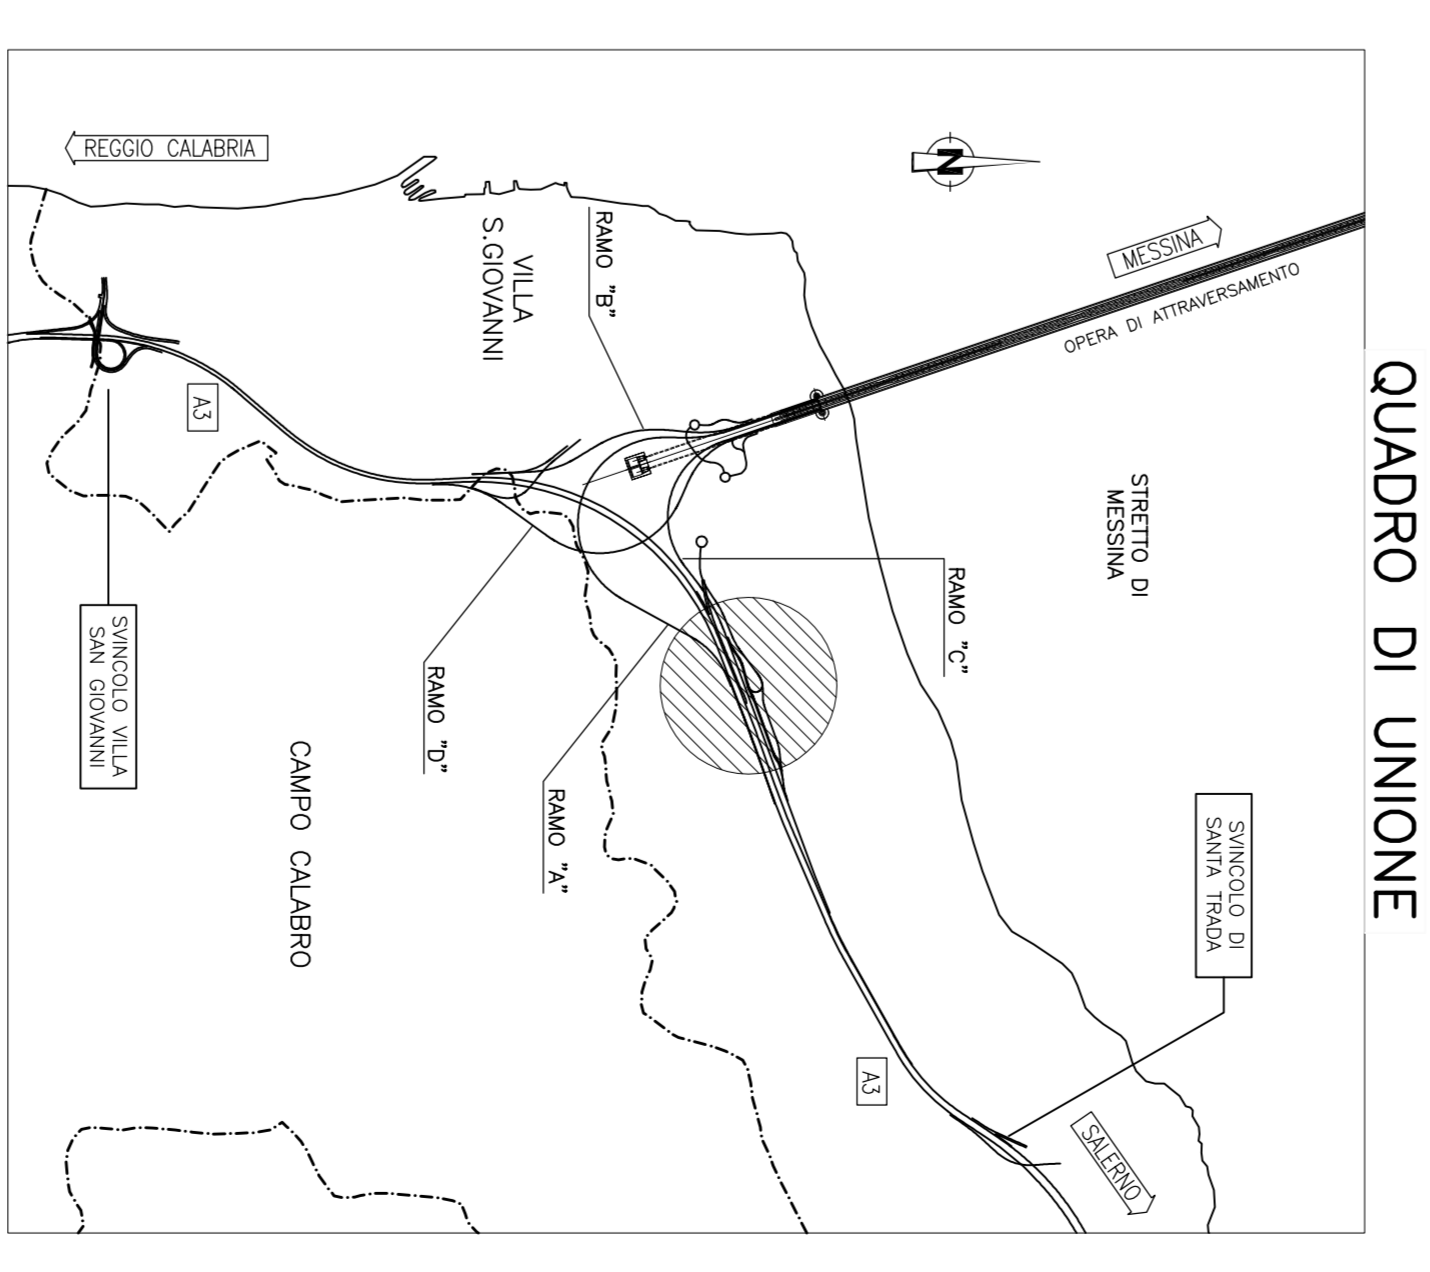 QUADRO DI UNIONE
REGGIO CALABRIA
N
MESSINA
OPERA DI ATTRAVERSAMENTO
STRETTO DI
MESSINA
VILLA
S.GIOVANNI
RAMO "B"
RAMO "C"
RAMO "D"
RAMO "A"
A3
SVINCOLO VILLA
SAN GIOVANNI
CAMPO CALABRO
SVINCOLO DI
SANTA TRADA
A3
SALERNO